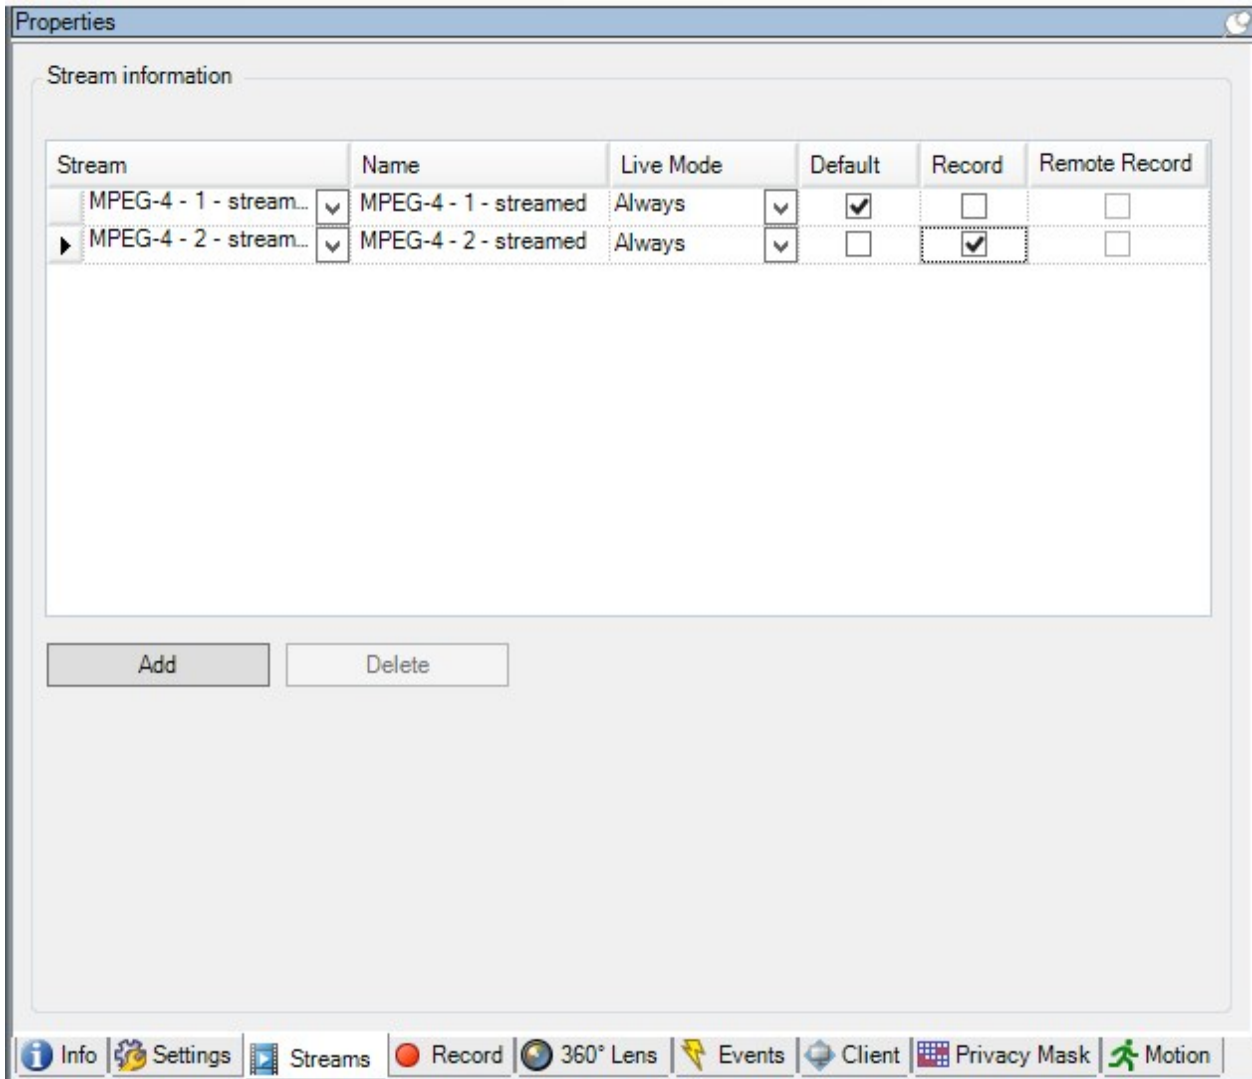 Properties
Stream information
Stream Name Live Mode Default Record Remote Record
MPEG-4 - 1 - stream... MPEG-4 - 1 - streamed Always
MPEG-4 - 2 - stream... MPEG-4 - 2 - streamed Always
Add Delete
Info Settings Streams Record 360° Lens Events Client Privacy Mask Motion